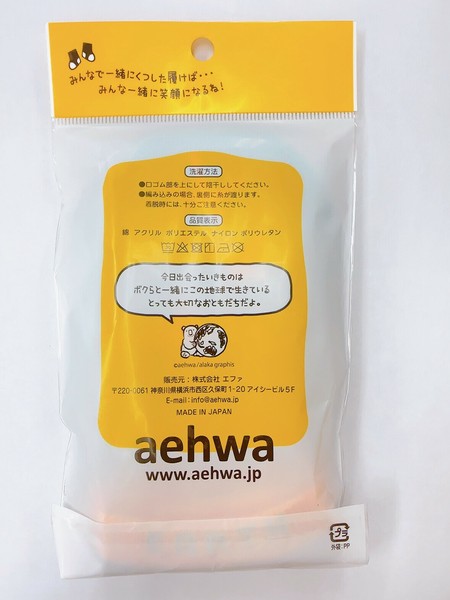 みんなで一緒にくつした履けば・・・
みんな一緒に笑顔になるね!
洗濯方法
●口ゴム部を上にして陰干ししてください。
●編み込みの場合、裏側に糸が渡ります。
着脱時には、十分ご注意ください。
品質表示
綿 アクリル ポリエステル ナイロン ポリウレタン
今日出会ったいきものは
ボクらと一緒にこの地球で生きている
とっても大切なおともだちだよ。
©aehwa/alaka graphis
販売元:株式会社 エファ
〒220-0061 神奈川県横浜市西区久保町1-20 アイシービル5F
E-mail:info@aehwa.jp
MADE IN JAPAN
aehwa
www.aehwa.jp
プラ
外袋:PP